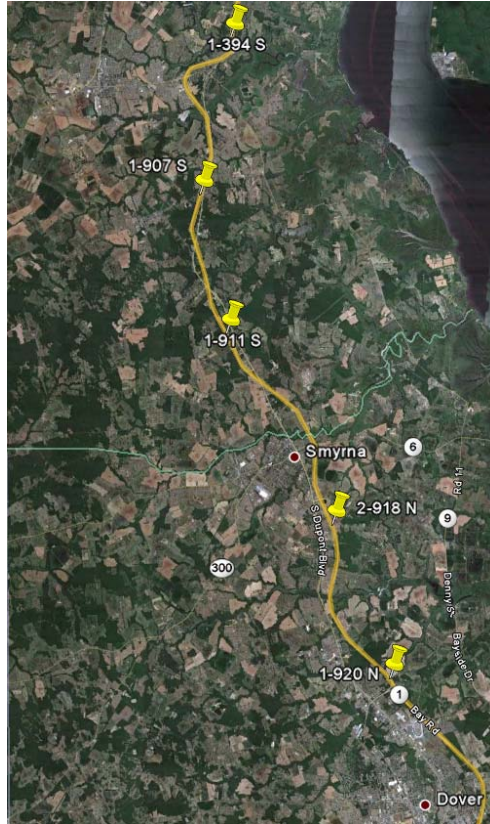 1-394 S
1-907 S
1-911 S
Smyrna
6
Rd 11
2-918 N
9
S Dupont Blvd
300
Denny St
Bayside Dr
1-920 N
1
Bay Rd
Dover